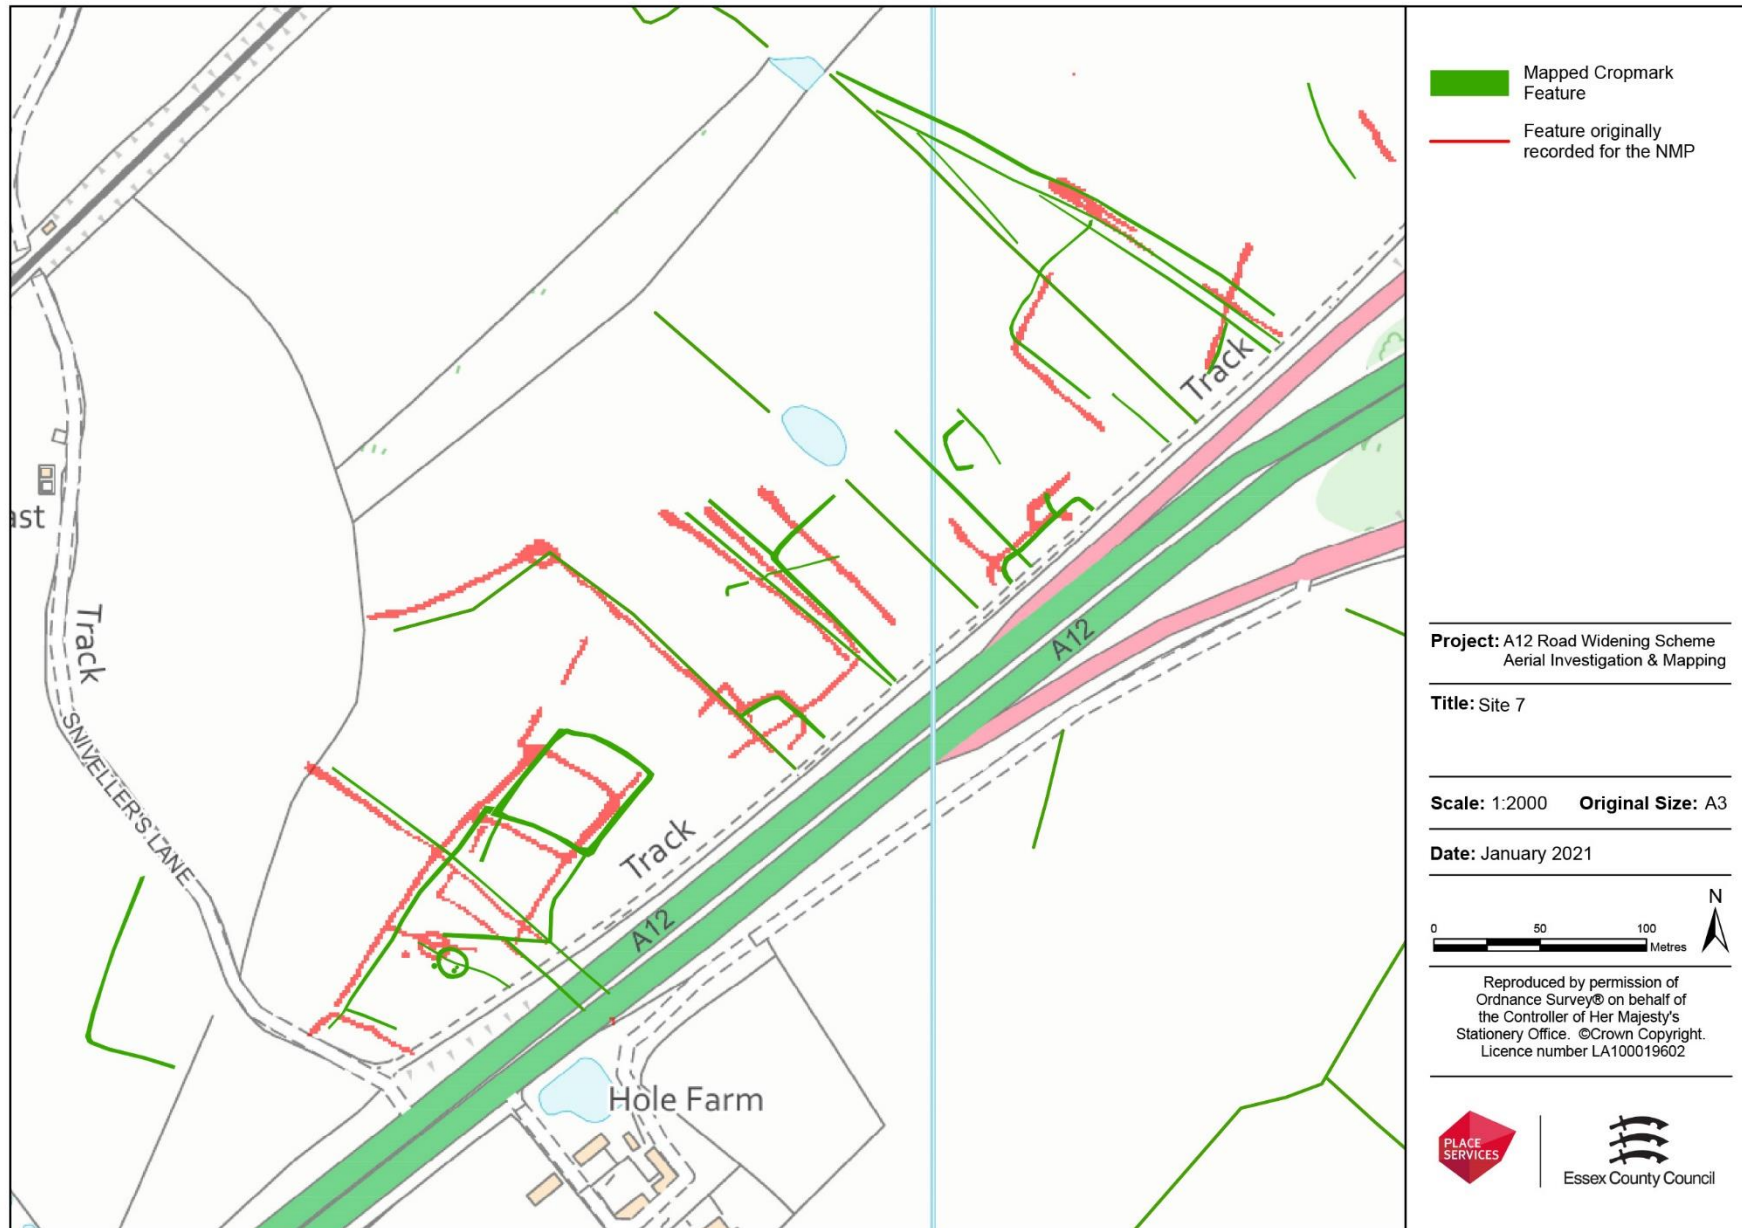 Track
ast
Track
SNIVELLER'S LANE
Track
A12
A12
Hole Farm
Mapped Cropmark
Feature
Feature originally
recorded for the NMP
Project: A12 Road Widening Scheme
Aerial Investigation & Mapping
Title: Site 7
Scale: 1:2000 Original Size: A3
Date: January 2021
N
0 50 100
Metres
Reproduced by permission of
Ordnance Survey® on behalf of
the Controller of Her Majesty's
Stationery Office. ©Crown Copyright.
Licence number LA100019602
PLACE
SERVICES
Essex County Council